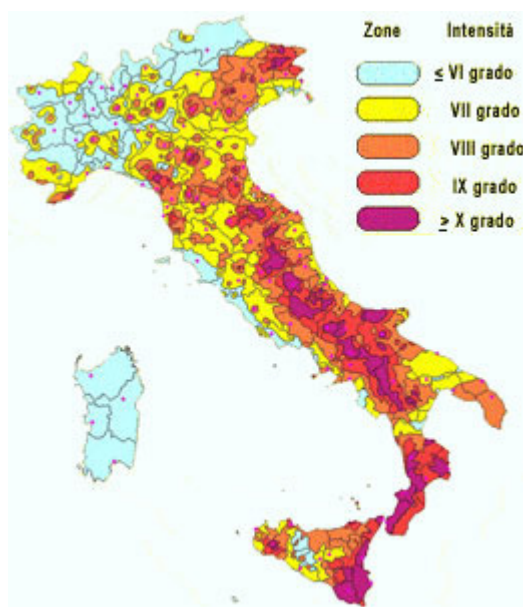 Zone Intensità
≤ VI grado
VII grado
VIII grado
IX grado
≥ X grado